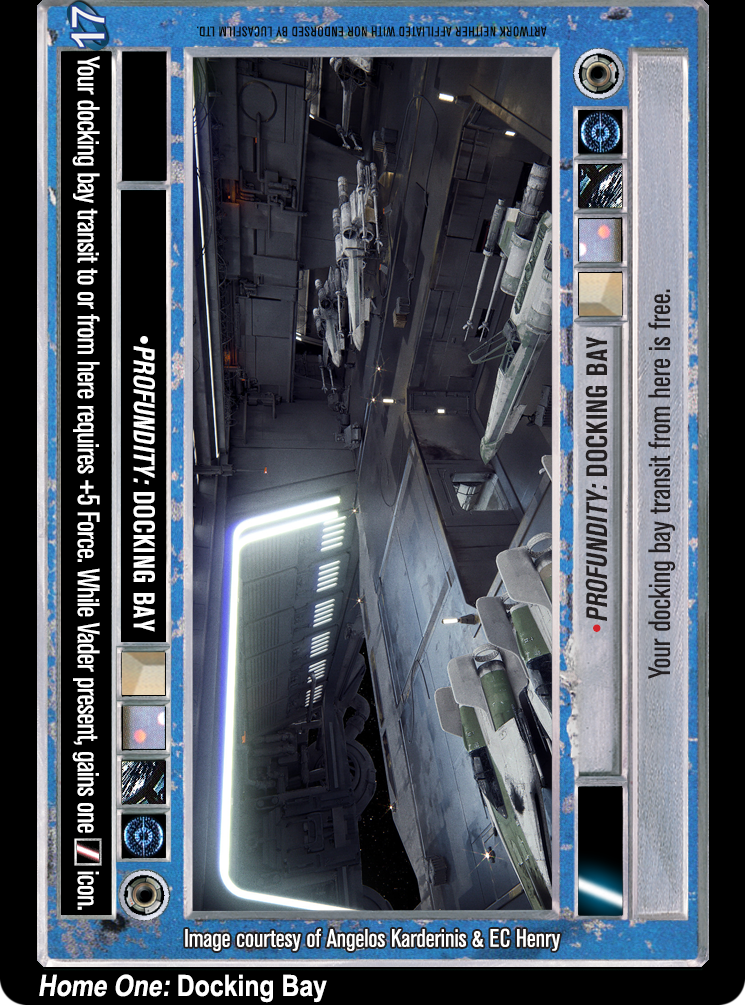 17
ARTWORK NEITHER AFFILIATED WITH NOR ENDORSED BY LUCASFILM LTD.
Your docking bay transit to or from here requires +5 Force. While Vader present, gains one icon.
•PROFUNDITY: DOCKING BAY
•PROFUNDITY: DOCKING BAY
Your docking bay transit from here is free.
Image courtesy of Angelos Karderinis & EC Henry
Home One: Docking Bay